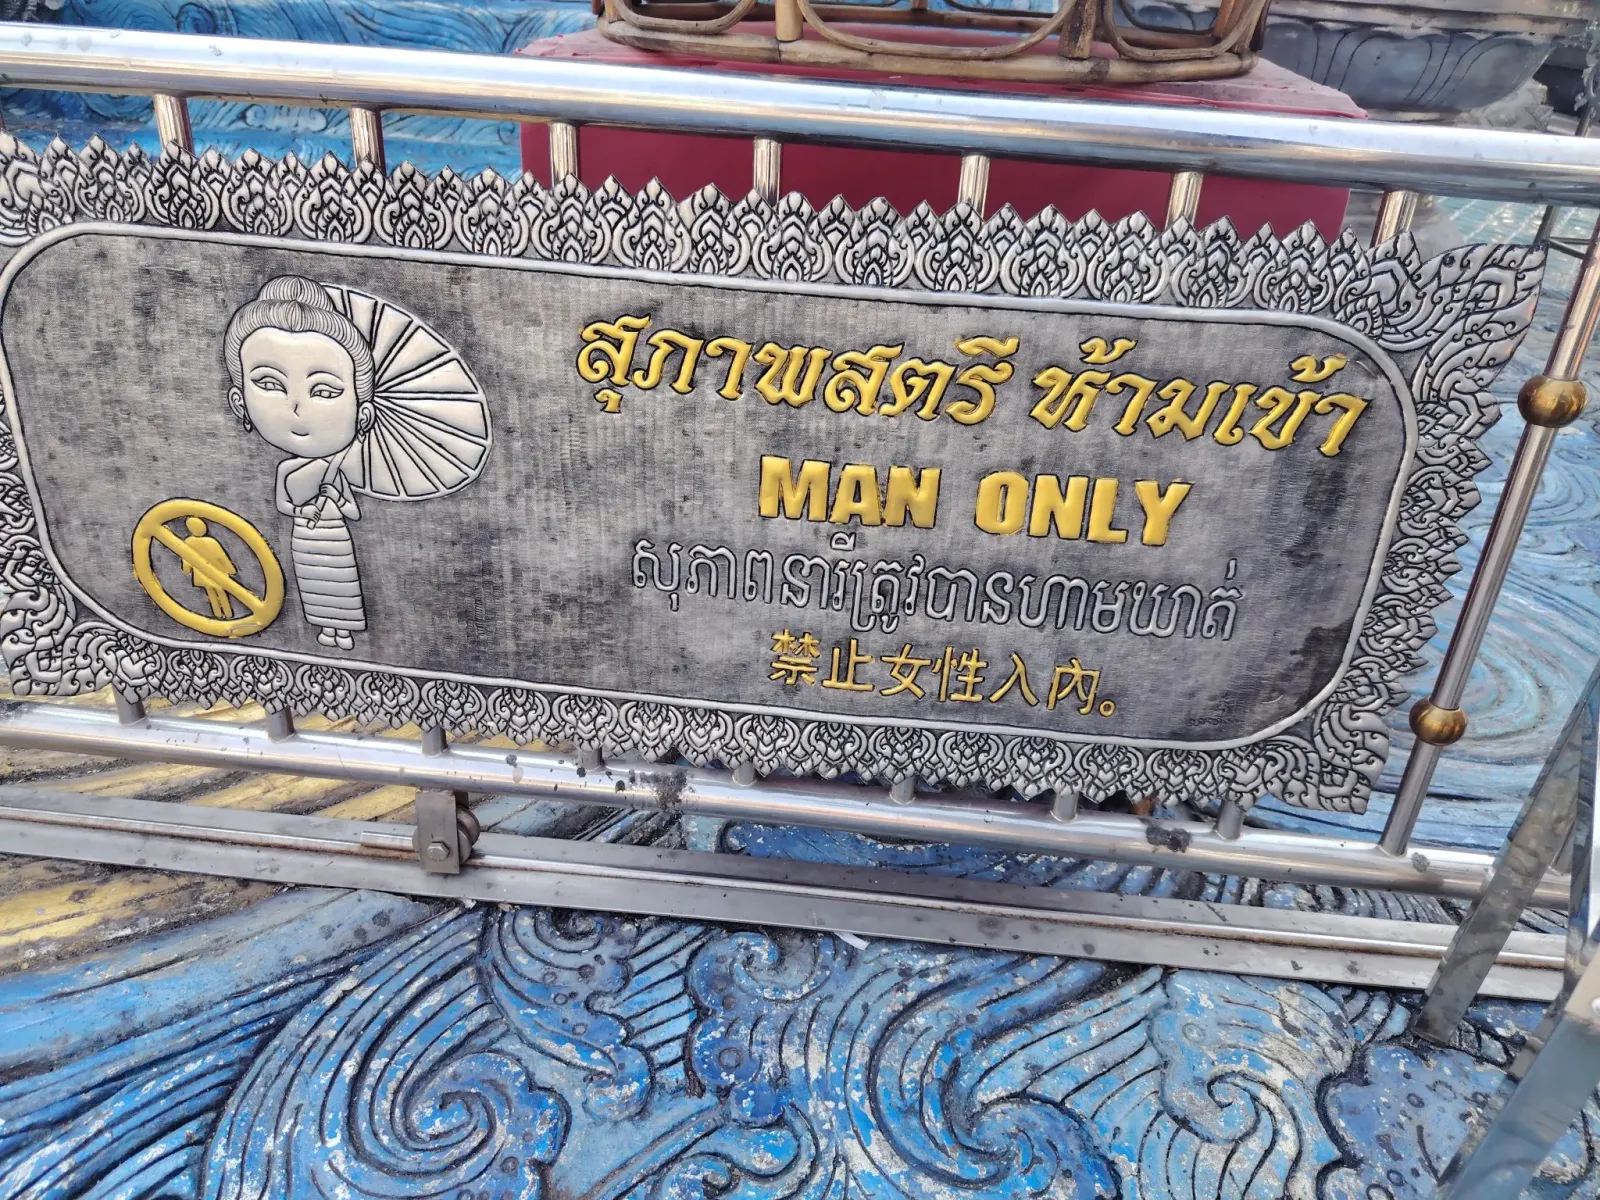 สุภาพสตรี ห้ามเข้า
MAN ONLY
សុភាពនារីត្រូវបានហាមឃាត់
禁止女性入內。